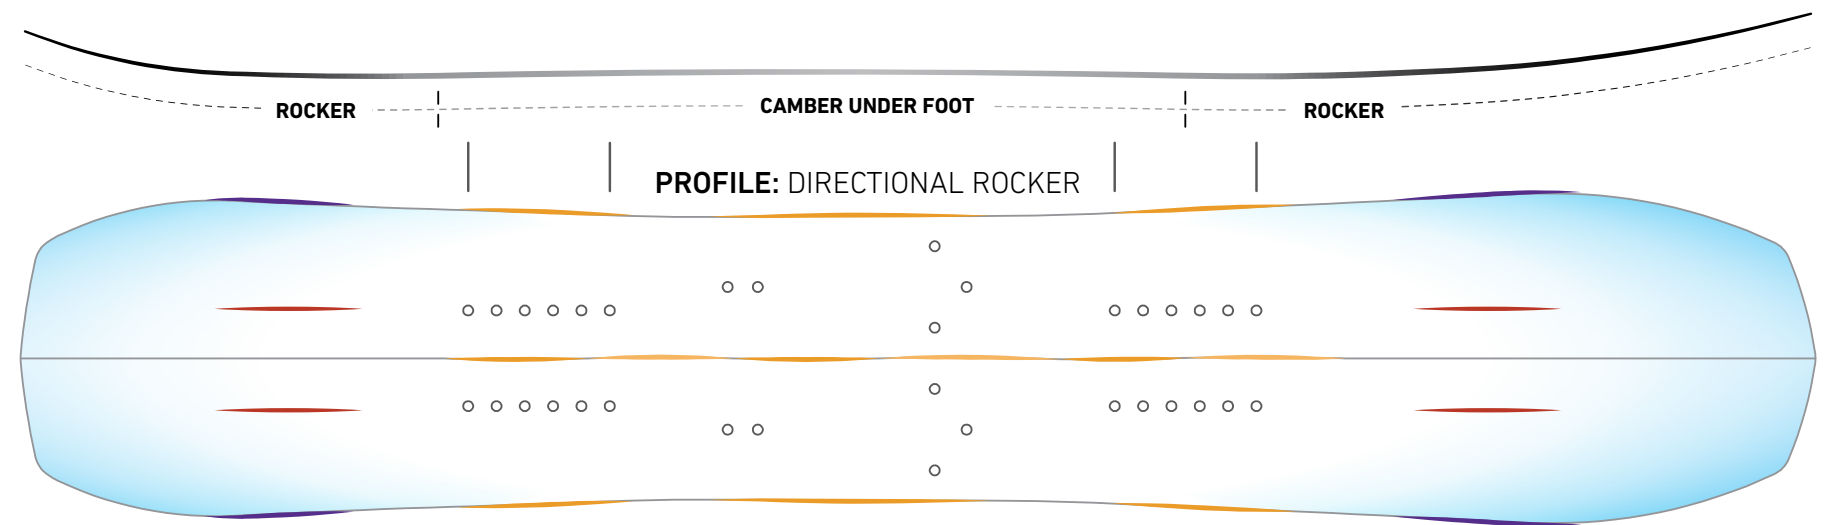 ROCKER
CAMBER UNDER FOOT
ROCKER
PROFILE: DIRECTIONAL ROCKER